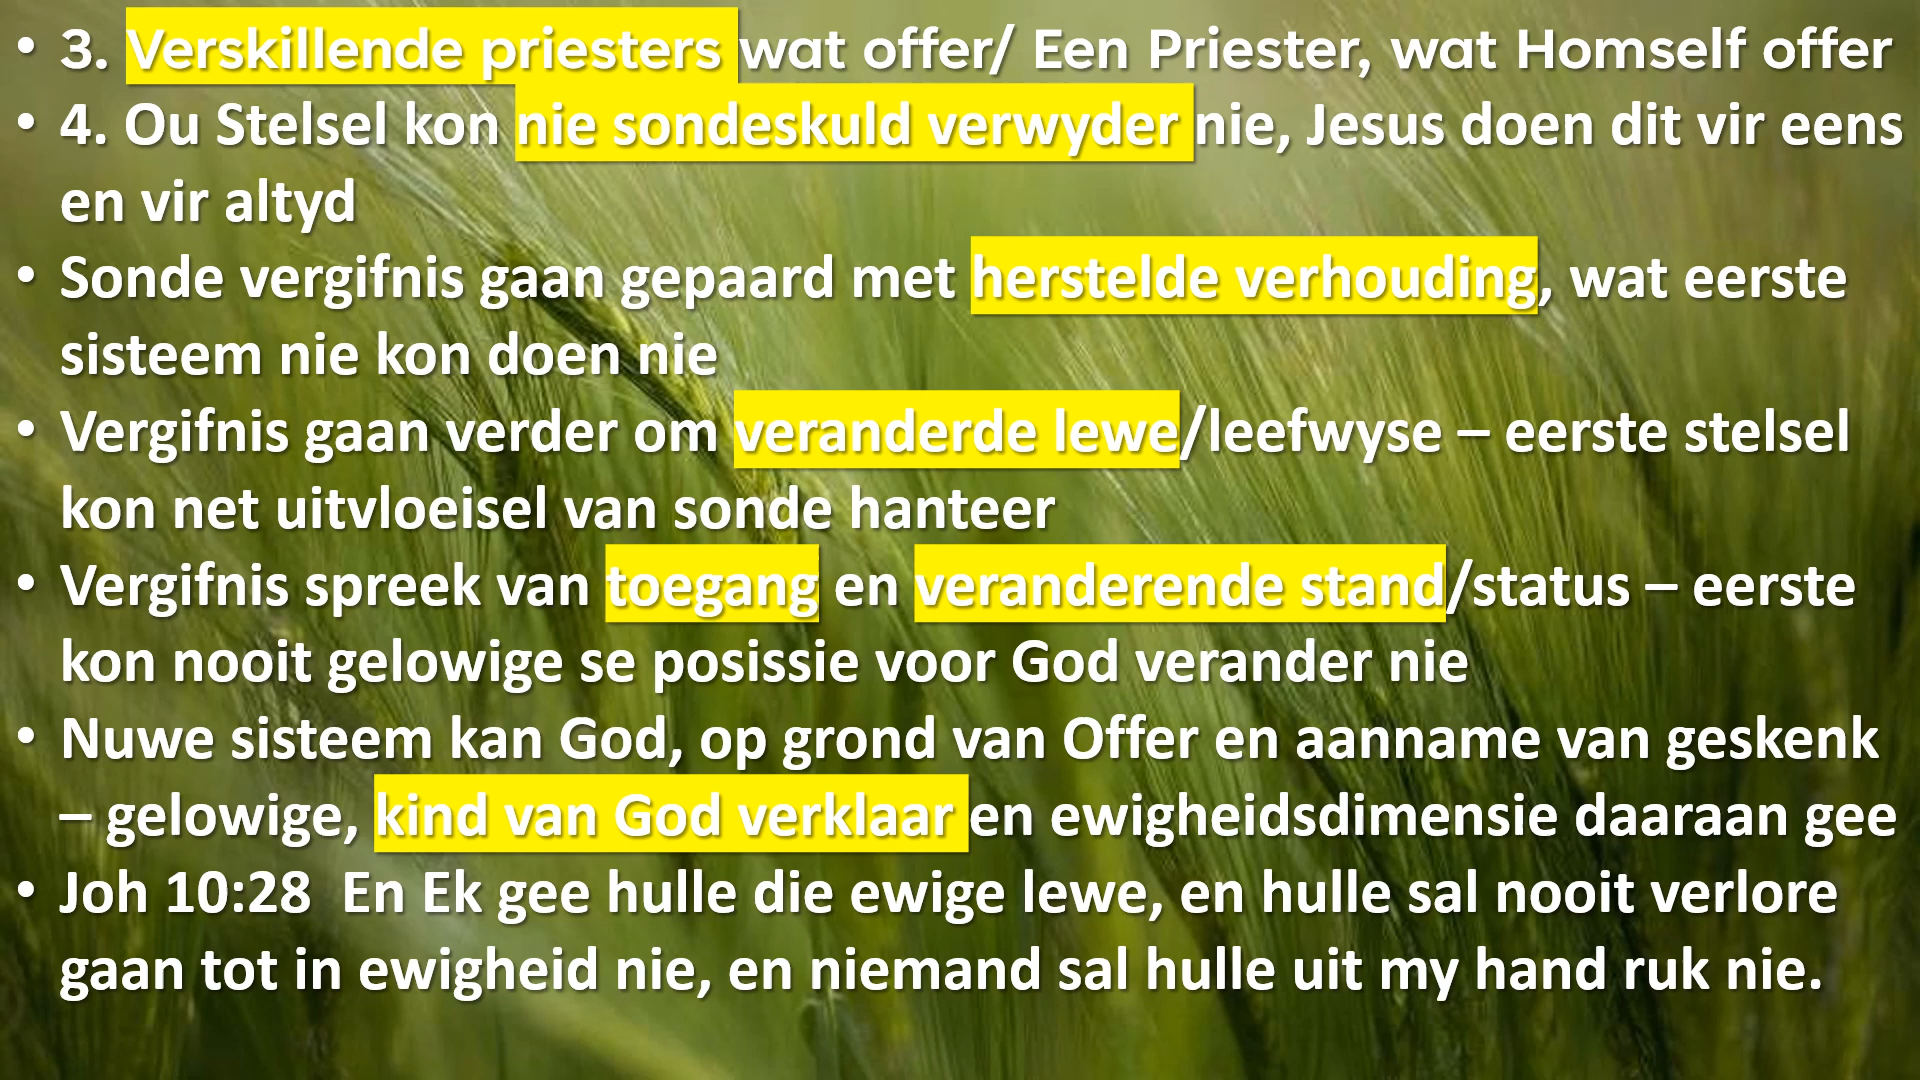 • 3. Verskillende priesters wat offer/ Een Priester, wat Homself offer
• 4. Ou Stelsel kon nie sondeskuld verwyder nie, Jesus doen dit vir eens
en vir altyd
• Sonde vergifnis gaan gepaard met herstelde verhouding, wat eerste
sisteem nie kon doen nie
• Vergifnis gaan verder om veranderde lewe/leefwyse – eerste stelsel
kon net uitvloeisel van sonde hanteer
• Vergifnis spreek van toegang en veranderende stand/status – eerste
kon nooit gelowige se posissie voor God verander nie
• Nuwe sisteem kan God, op grond van Offer en aanname van geskenk
– gelowige, kind van God verklaar en ewigheidsdimensie daaraan gee
• Joh 10:28  En Ek gee hulle die ewige lewe, en hulle sal nooit verlore
gaan tot in ewigheid nie, en niemand sal hulle uit my hand ruk nie.